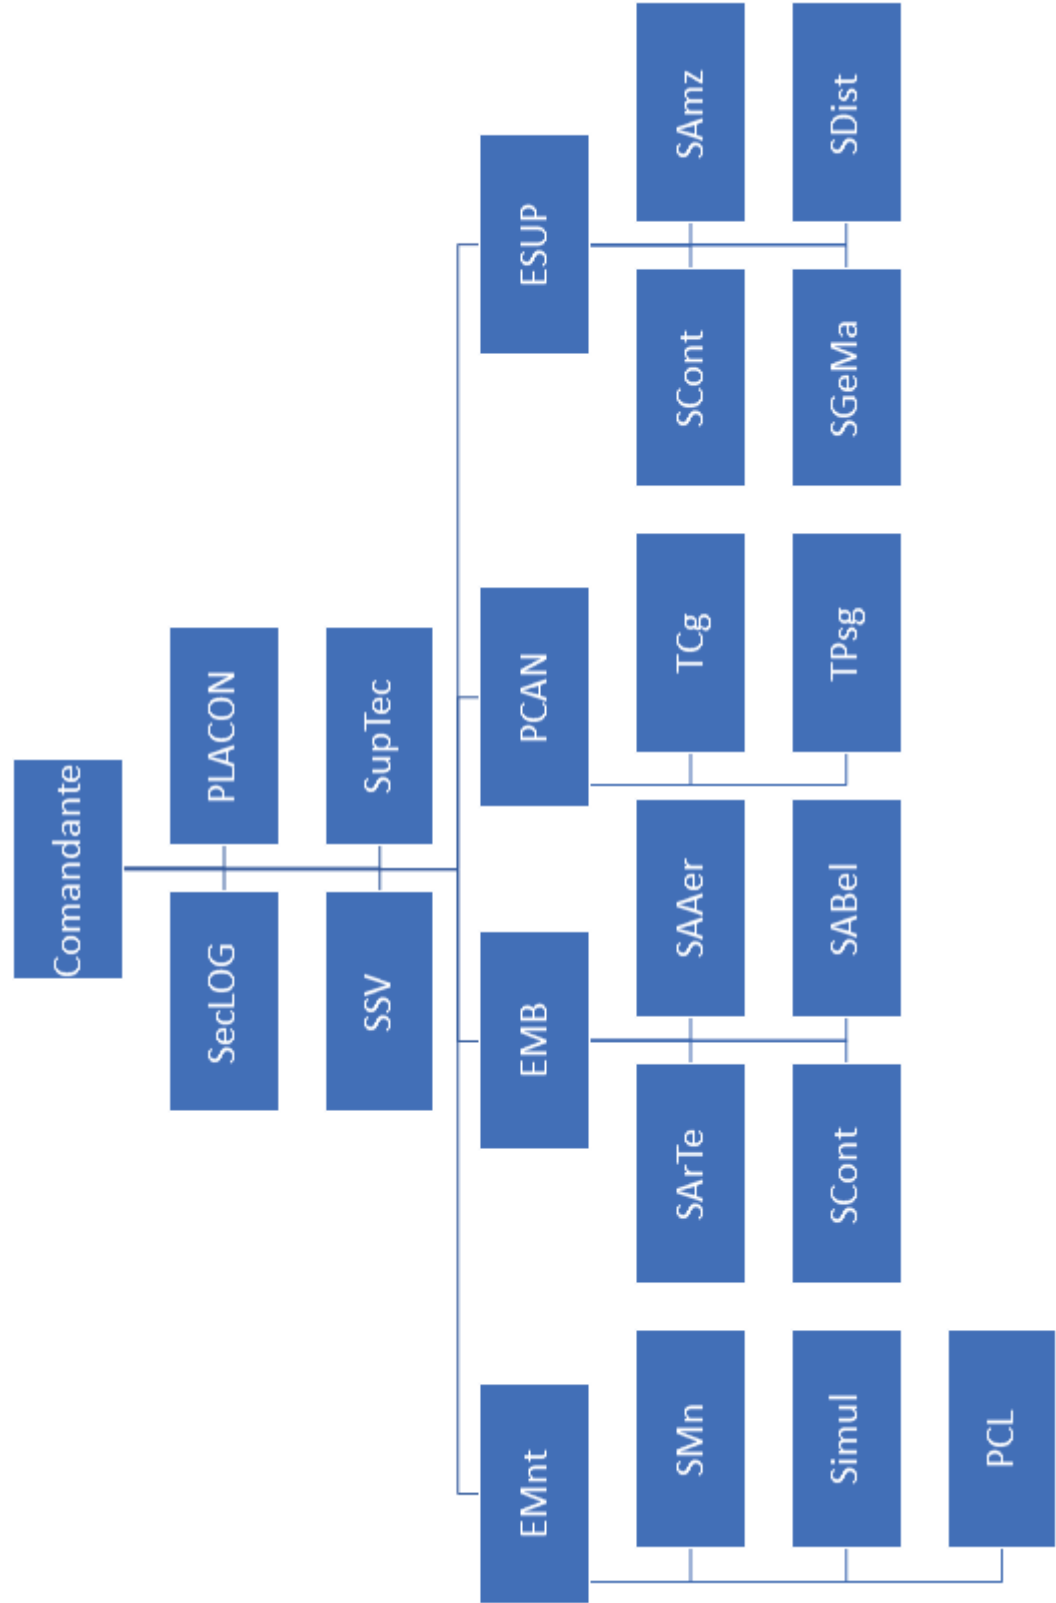 Comandante
SecLOG
PLACON
SSV
SupTec
EMnt
EMB
PCAN
ESUP
SMn
SArTe
SAAer
TCg
SCont
SAmz
Simul
SCont
SABel
TPsg
SGeMa
SDist
PCL